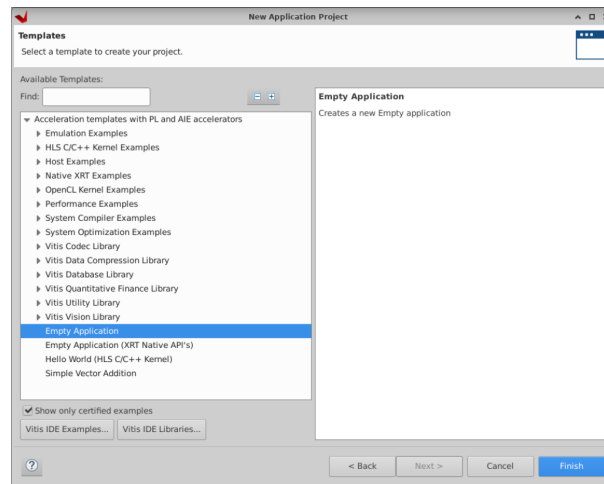 New Application Project
Templates
Select a template to create your project.
Available Templates:
Find:
Acceleration templates with PL and AIE accelerators
Emulation Examples
HLS C/C++ Kernel Examples
Host Examples
Native XRT Examples
OpenCL Kernel Examples
Performance Examples
System Compiler Examples
System Optimization Examples
Vitis Codec Library
Vitis Data Compression Library
Vitis Database Library
Vitis Quantitative Finance Library
Vitis Utility Library
Vitis Vision Library
Empty Application
Empty Application (XRT Native API's)
Hello World (HLS C/C++ Kernel)
Simple Vector Addition
Empty Application
Creates a new Empty application
Show only certified examples
Vitis IDE Examples... Vitis IDE Libraries...
? < Back Next > Cancel Finish